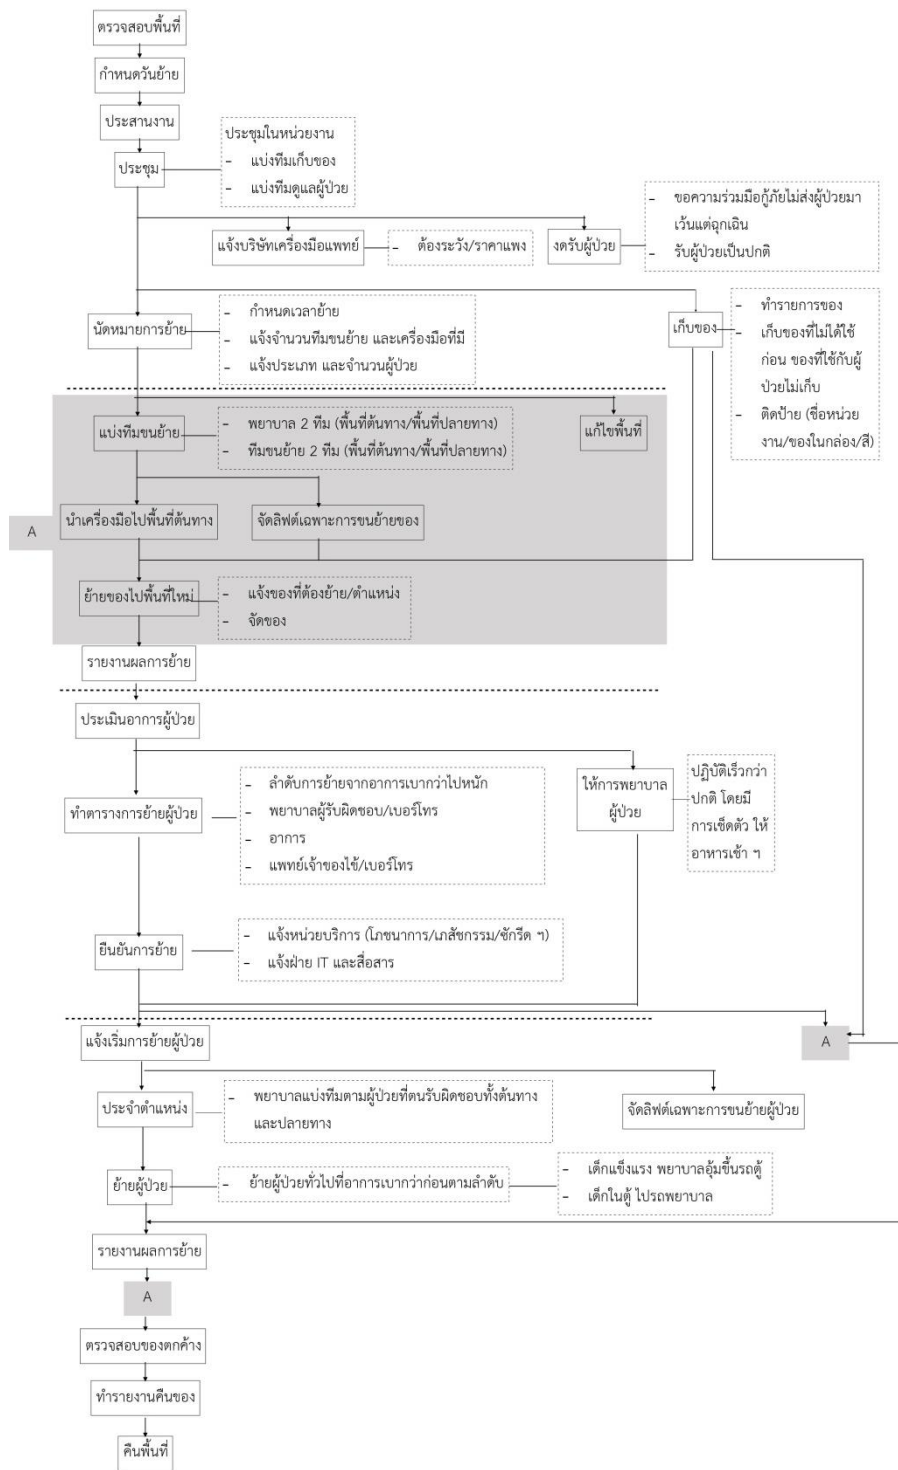 ตรวจสอบพื้นที่
กำหนดวันย้าย
ประสานงาน
ประชุม
ประชุมในหน่วยงาน
- แบ่งทีมเก็บของ
- แบ่งทีมดูแลผู้ป่วย
แจ้งบริษัทเครื่องมือแพทย์
- ต้องระวัง/ราคาแพง
งดรับผู้ป่วย
- ขอความร่วมมือกู้ภัยไม่ส่งผู้ป่วยมา
เว้นแต่ฉุกเฉิน
- รับผู้ป่วยเป็นปกติ
นัดหมายการย้าย
- กำหนดเวลาย้าย
- แจ้งจำนวนทีมขนย้าย และเครื่องมือที่มี
- แจ้งประเภท และจำนวนผู้ป่วย
เก็บของ
- ทำรายการของ
- เก็บของที่ไม่ได้ใช้
ก่อน ของที่ใช้กับผู้
ป่วยไม่เก็บ
- ติดป้าย (ชื่อหน่วย
งาน/ของในกล่อง/สี)
แบ่งทีมขนย้าย
- พยาบาล 2 ทีม (พื้นที่ต้นทาง/พื้นที่ปลายทาง)
- ทีมขนย้าย 2 ทีม (พื้นที่ต้นทาง/พื้นที่ปลายทาง)
แก้ไขพื้นที่
A
นำเครื่องมือไปพื้นที่ต้นทาง
จัดลิฟต์เฉพาะการขนย้ายของ
ย้ายของไปพื้นที่ใหม่
- แจ้งของที่ต้องย้าย/ตำแหน่ง
- จัดของ
รายงานผลการย้าย
ประเมินอาการผู้ป่วย
ทำตารางการย้ายผู้ป่วย
- ลำดับการย้ายจากอาการเบากว่าไปหนัก
- พยาบาลผู้รับผิดชอบ/เบอร์โทร
- อาการ
- แพทย์เจ้าของไข้/เบอร์โทร
ให้การพยาบาล
ผู้ป่วย
ปฏิบัติเร็วกว่า
ปกติ โดยมี
การเช็ดตัว ให้
อาหารเช้า ฯ
ยืนยันการย้าย
- แจ้งหน่วยบริการ (โภชนาการ/เภสัชกรรม/ซักรีด ฯ)
- แจ้งฝ่าย IT และสื่อสาร
แจ้งเริ่มการย้ายผู้ป่วย
A
ประจำตำแหน่ง
- พยาบาลแบ่งทีมตามผู้ป่วยที่ตนรับผิดชอบทั้งต้นทาง
และปลายทาง
จัดลิฟต์เฉพาะการขนย้ายผู้ป่วย
ย้ายผู้ป่วย
- ย้ายผู้ป่วยทั่วไปที่อาการเบากว่าก่อนตามลำดับ
- เด็กแข็งแรง พยาบาลอุ้มขึ้นรถตู้
- เด็กในตู้ ไปรถพยาบาล
รายงานผลการย้าย
A
ตรวจสอบของตกค้าง
ทำรายงานคืนของ
คืนพื้นที่